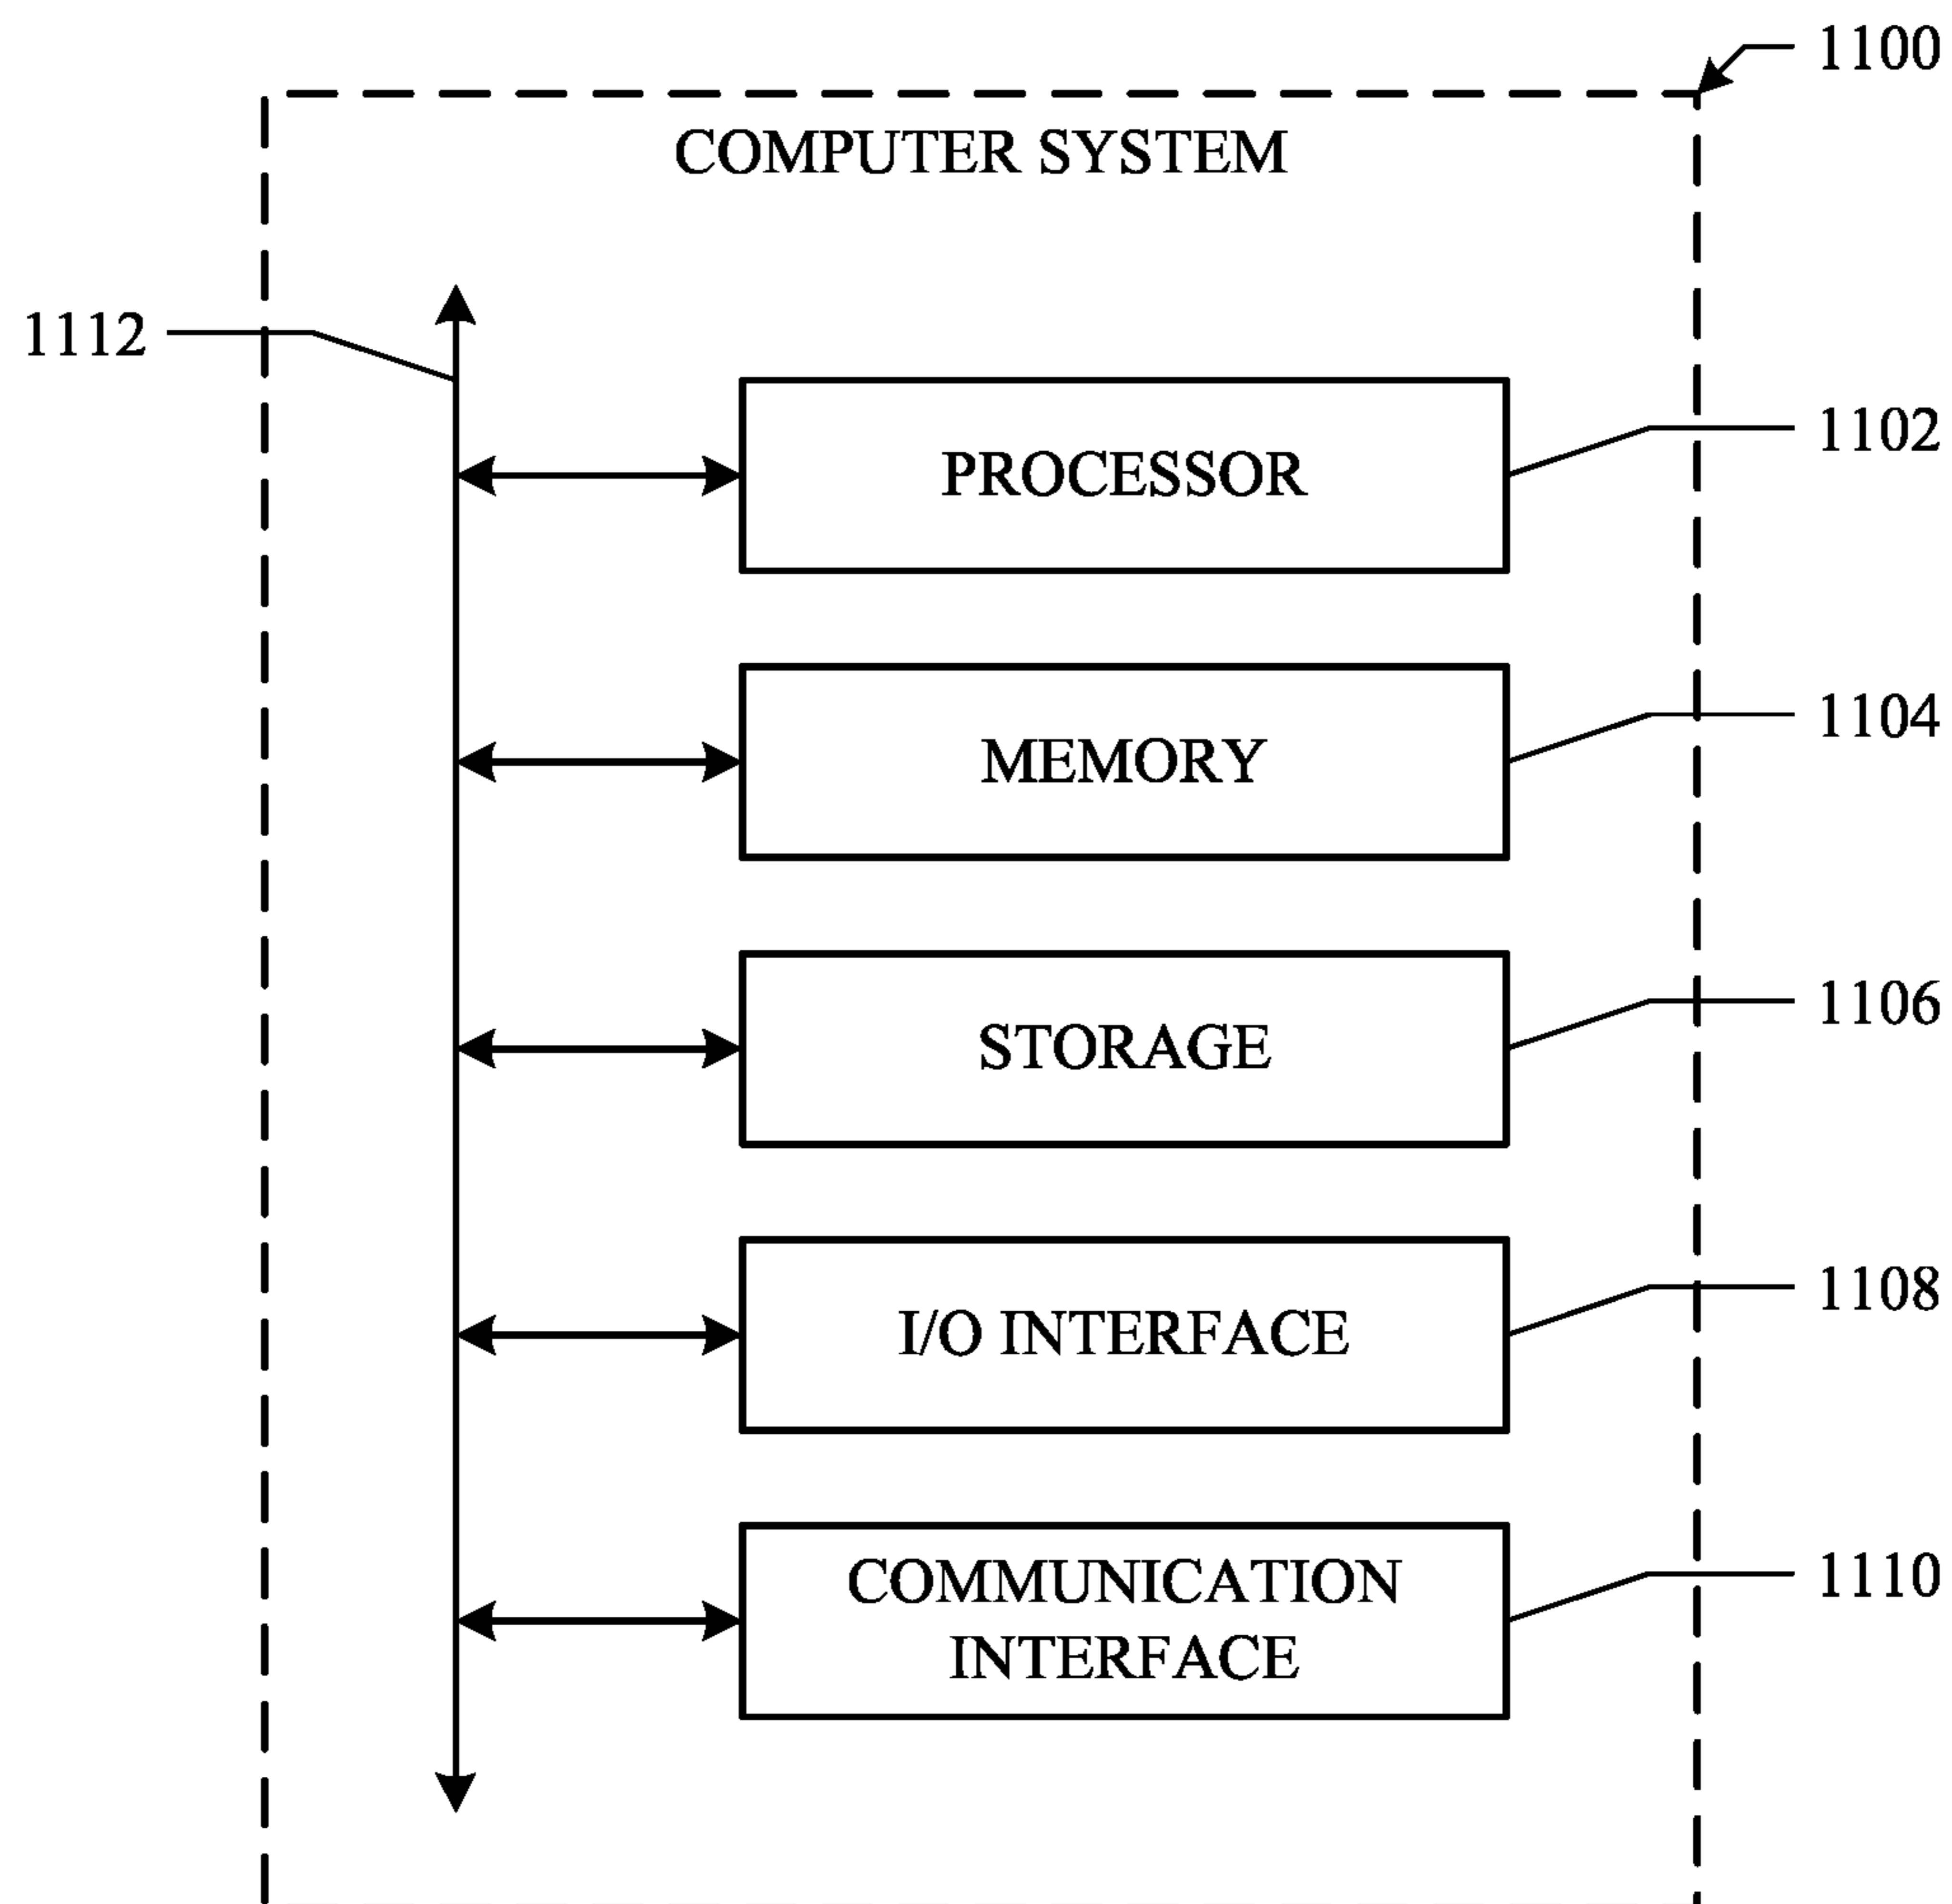 1100
COMPUTER SYSTEM
1112
PROCESSOR
1102
MEMORY
1104
STORAGE
1106
I/O INTERFACE
1108
COMMUNICATION
INTERFACE
1110